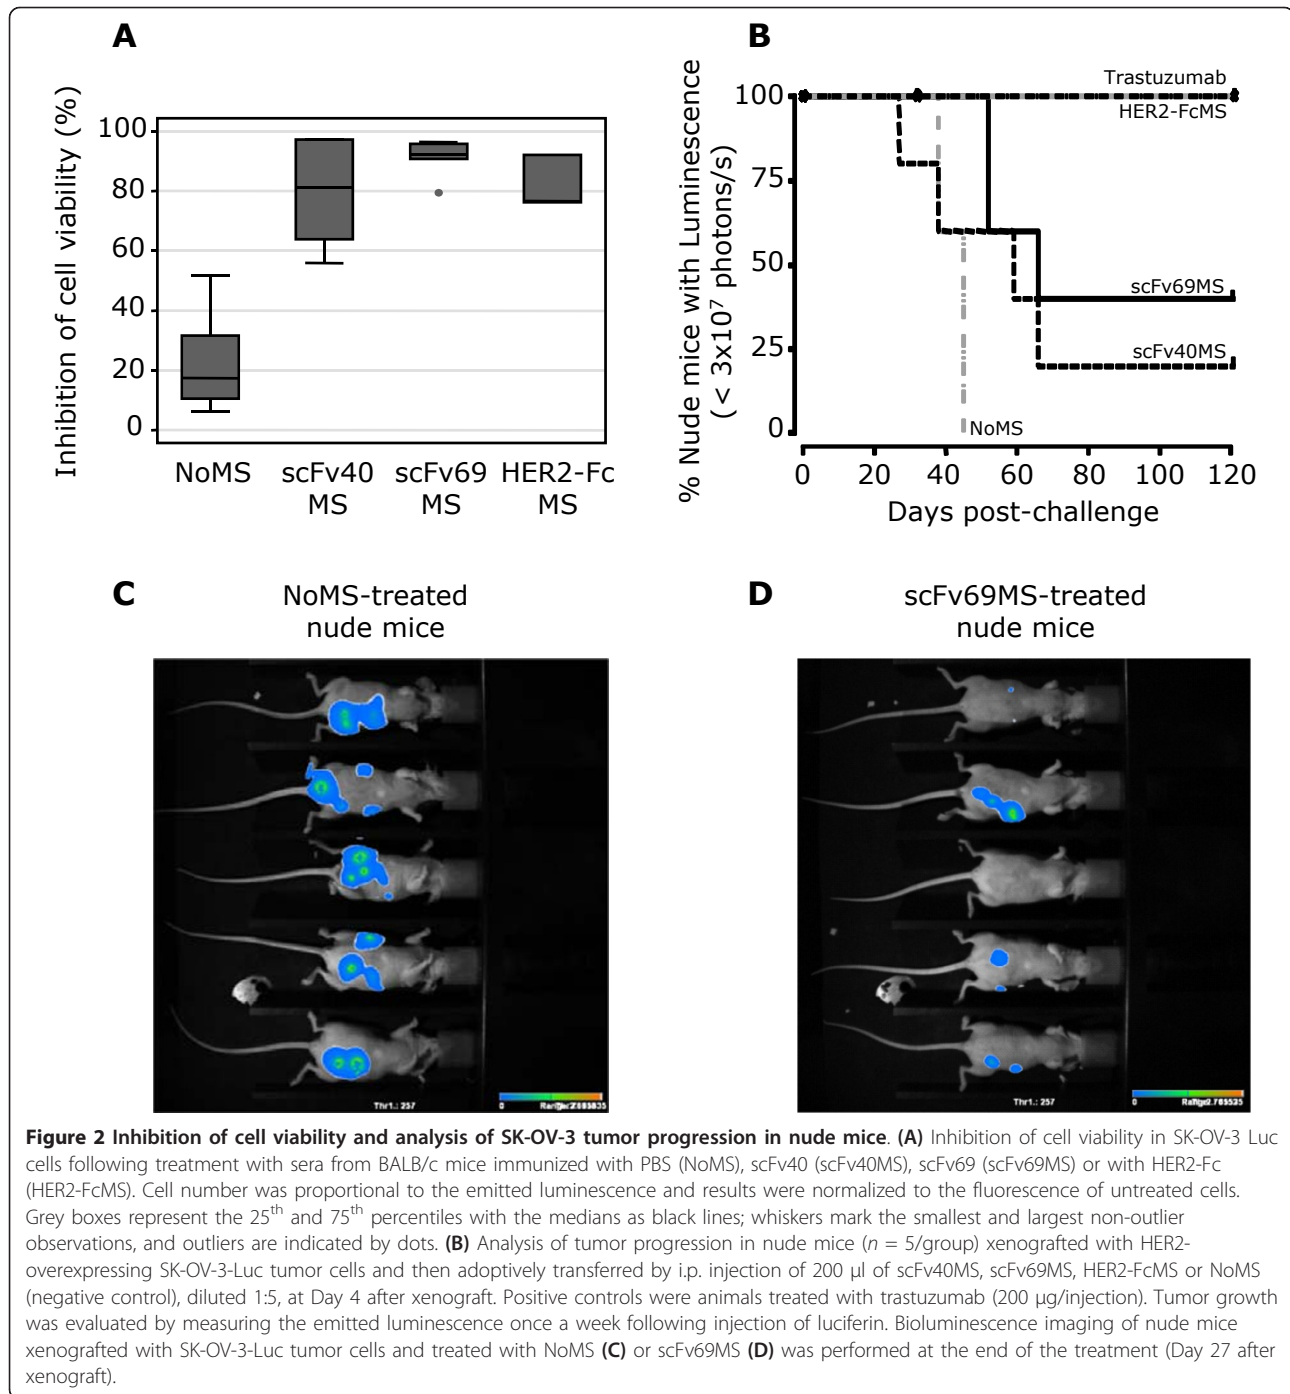 A
Inhibition of cell viability (%)
100
80
60
40
20
0
NoMS
scFv40
MS
scFv69
MS
HER2-Fc
MS
B
% Nude mice with Luminescence
(< 3x10⁷ photons/s)
100
75
50
25
0
Trastuzumab
HER2-FcMS
scFv69MS
scFv40MS
NoMS
0 20 40 60 80 100 120
Days post-challenge
C
NoMS-treated
nude mice
Thr1.: 257
0
D
scFv69MS-treated
nude mice
Thr1.: 257
0
Figure 2 Inhibition of cell viability and analysis of SK-OV-3 tumor progression in nude mice. (A) Inhibition of cell viability in SK-OV-3 Luc
cells following treatment with sera from BALB/c mice immunized with PBS (NoMS), scFv40 (scFv40MS), scFv69 (scFv69MS) or with HER2-Fc
(HER2-FcMS). Cell number was proportional to the emitted luminescence and results were normalized to the fluorescence of untreated cells.
Grey boxes represent the 25th and 75th percentiles with the medians as black lines; whiskers mark the smallest and largest non-outlier
observations, and outliers are indicated by dots. (B) Analysis of tumor progression in nude mice (n = 5/group) xenografted with HER2-
overexpressing SK-OV-3-Luc tumor cells and then adoptively transferred by i.p. injection of 200 μl of scFv40MS, scFv69MS, HER2-FcMS or NoMS
(negative control), diluted 1:5, at Day 4 after xenograft. Positive controls were animals treated with trastuzumab (200 μg/injection). Tumor growth
was evaluated by measuring the emitted luminescence once a week following injection of luciferin. Bioluminescence imaging of nude mice
xenografted with SK-OV-3-Luc tumor cells and treated with NoMS (C) or scFv69MS (D) was performed at the end of the treatment (Day 27 after
xenograft).